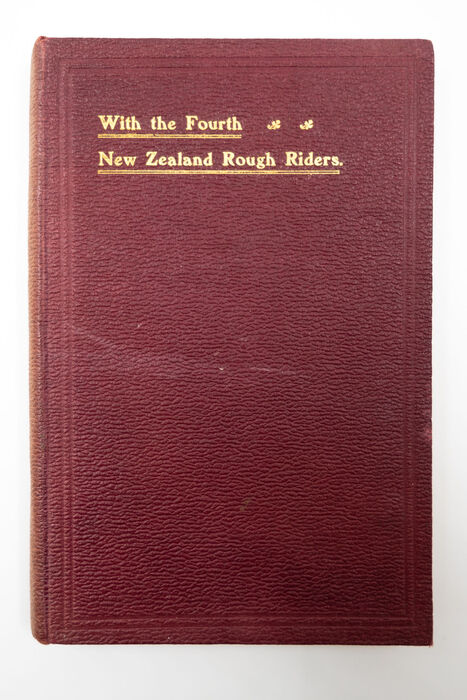 With the Fourth
New Zealand Rough Riders.